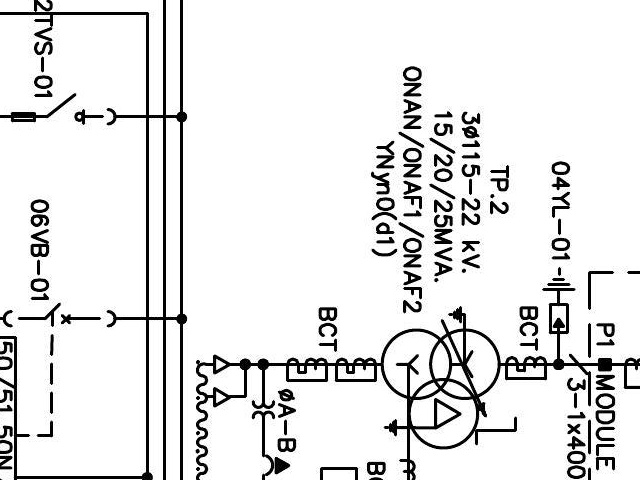 2TVS-01
06VB-01
TP.2
3ø115-22 kV.
15/20/25MVA.
ONAN/ONAF1/ONAF2
YNyn0(d1)
04YL-01
BCT
BCT
P1
MODULE
3-1x400
øA-B
50/51 50N